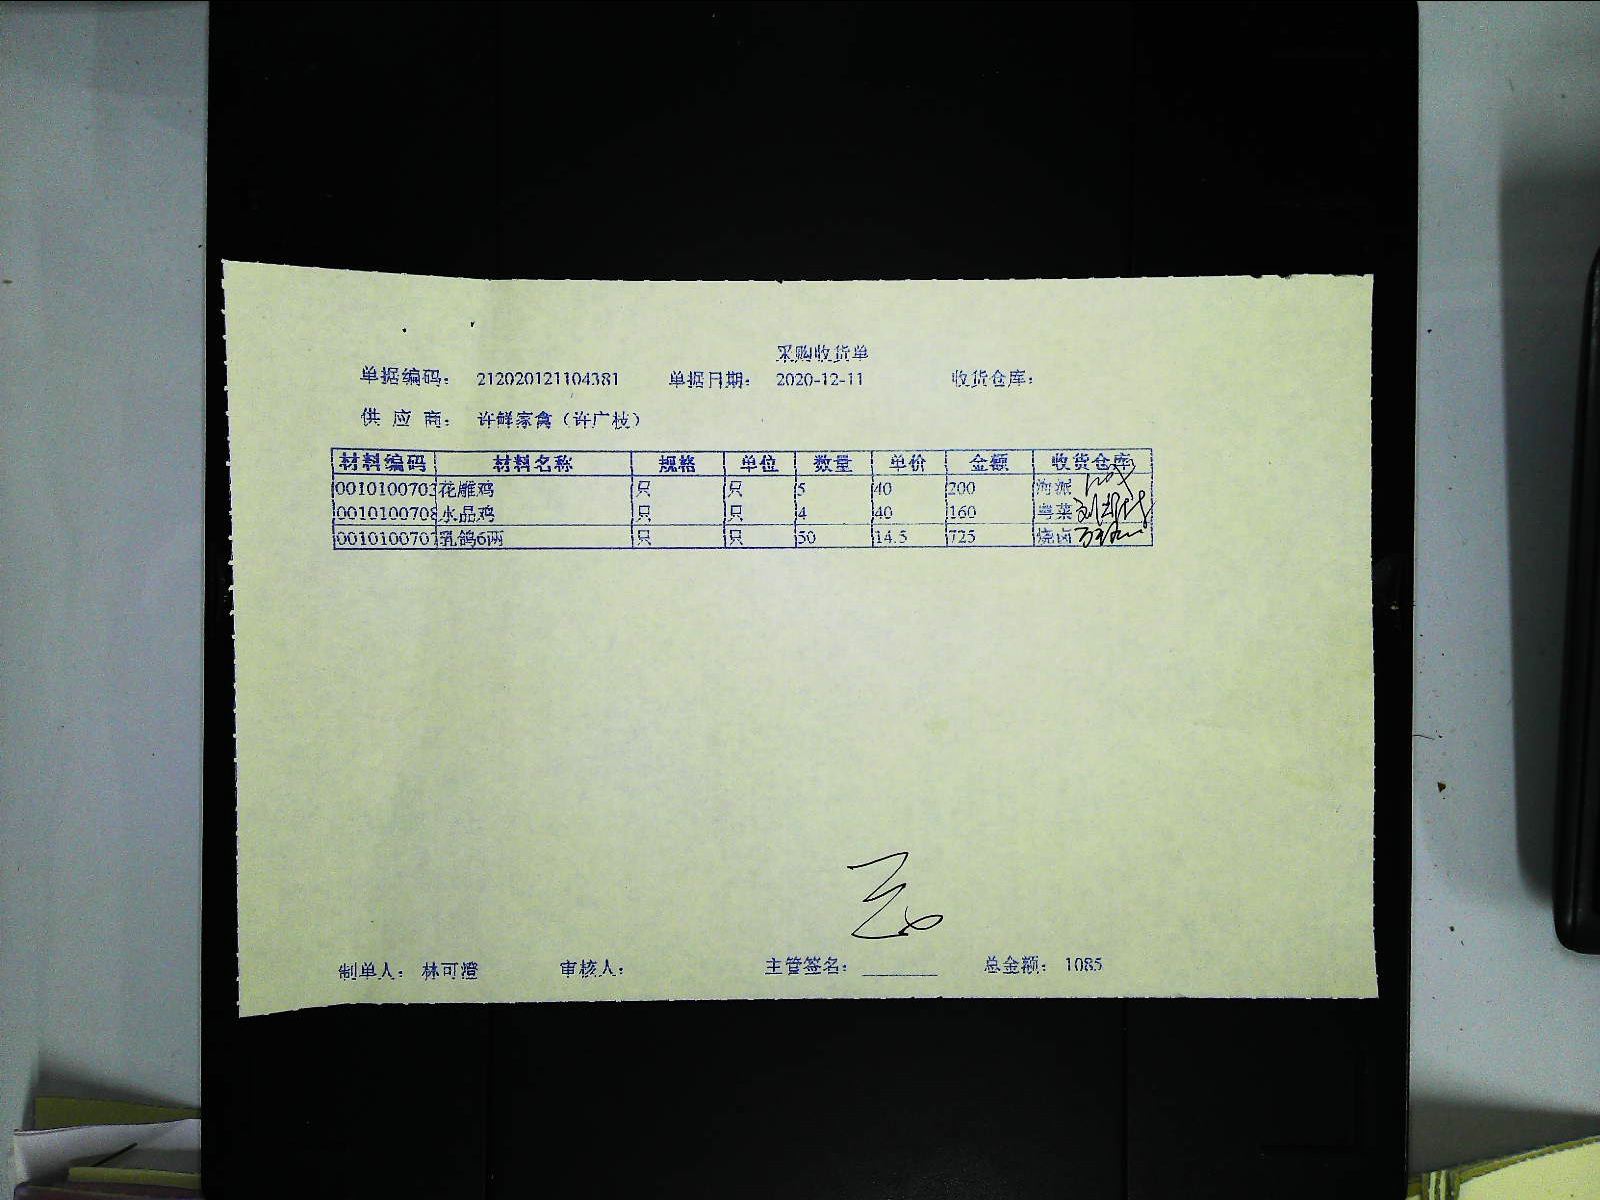 采购收货单
单据编码： 212020121104381 单据日期： 2020-12-11 收货仓库：
供 应 商： 许鲜家禽（许广枝）
材料编码 材料名称 规格 单位 数量 单价 金额 收货仓库
0010100703 花雕鸡 只 只 5 40 200 海派
0010100708 水晶鸡 只 只 4 40 160 粤菜
0010100707 乳鸽6两 只 只 50 14.5 725 烧卤
制单人： 林可澄 审核人： 主管签名： ________ 总金额： 1085